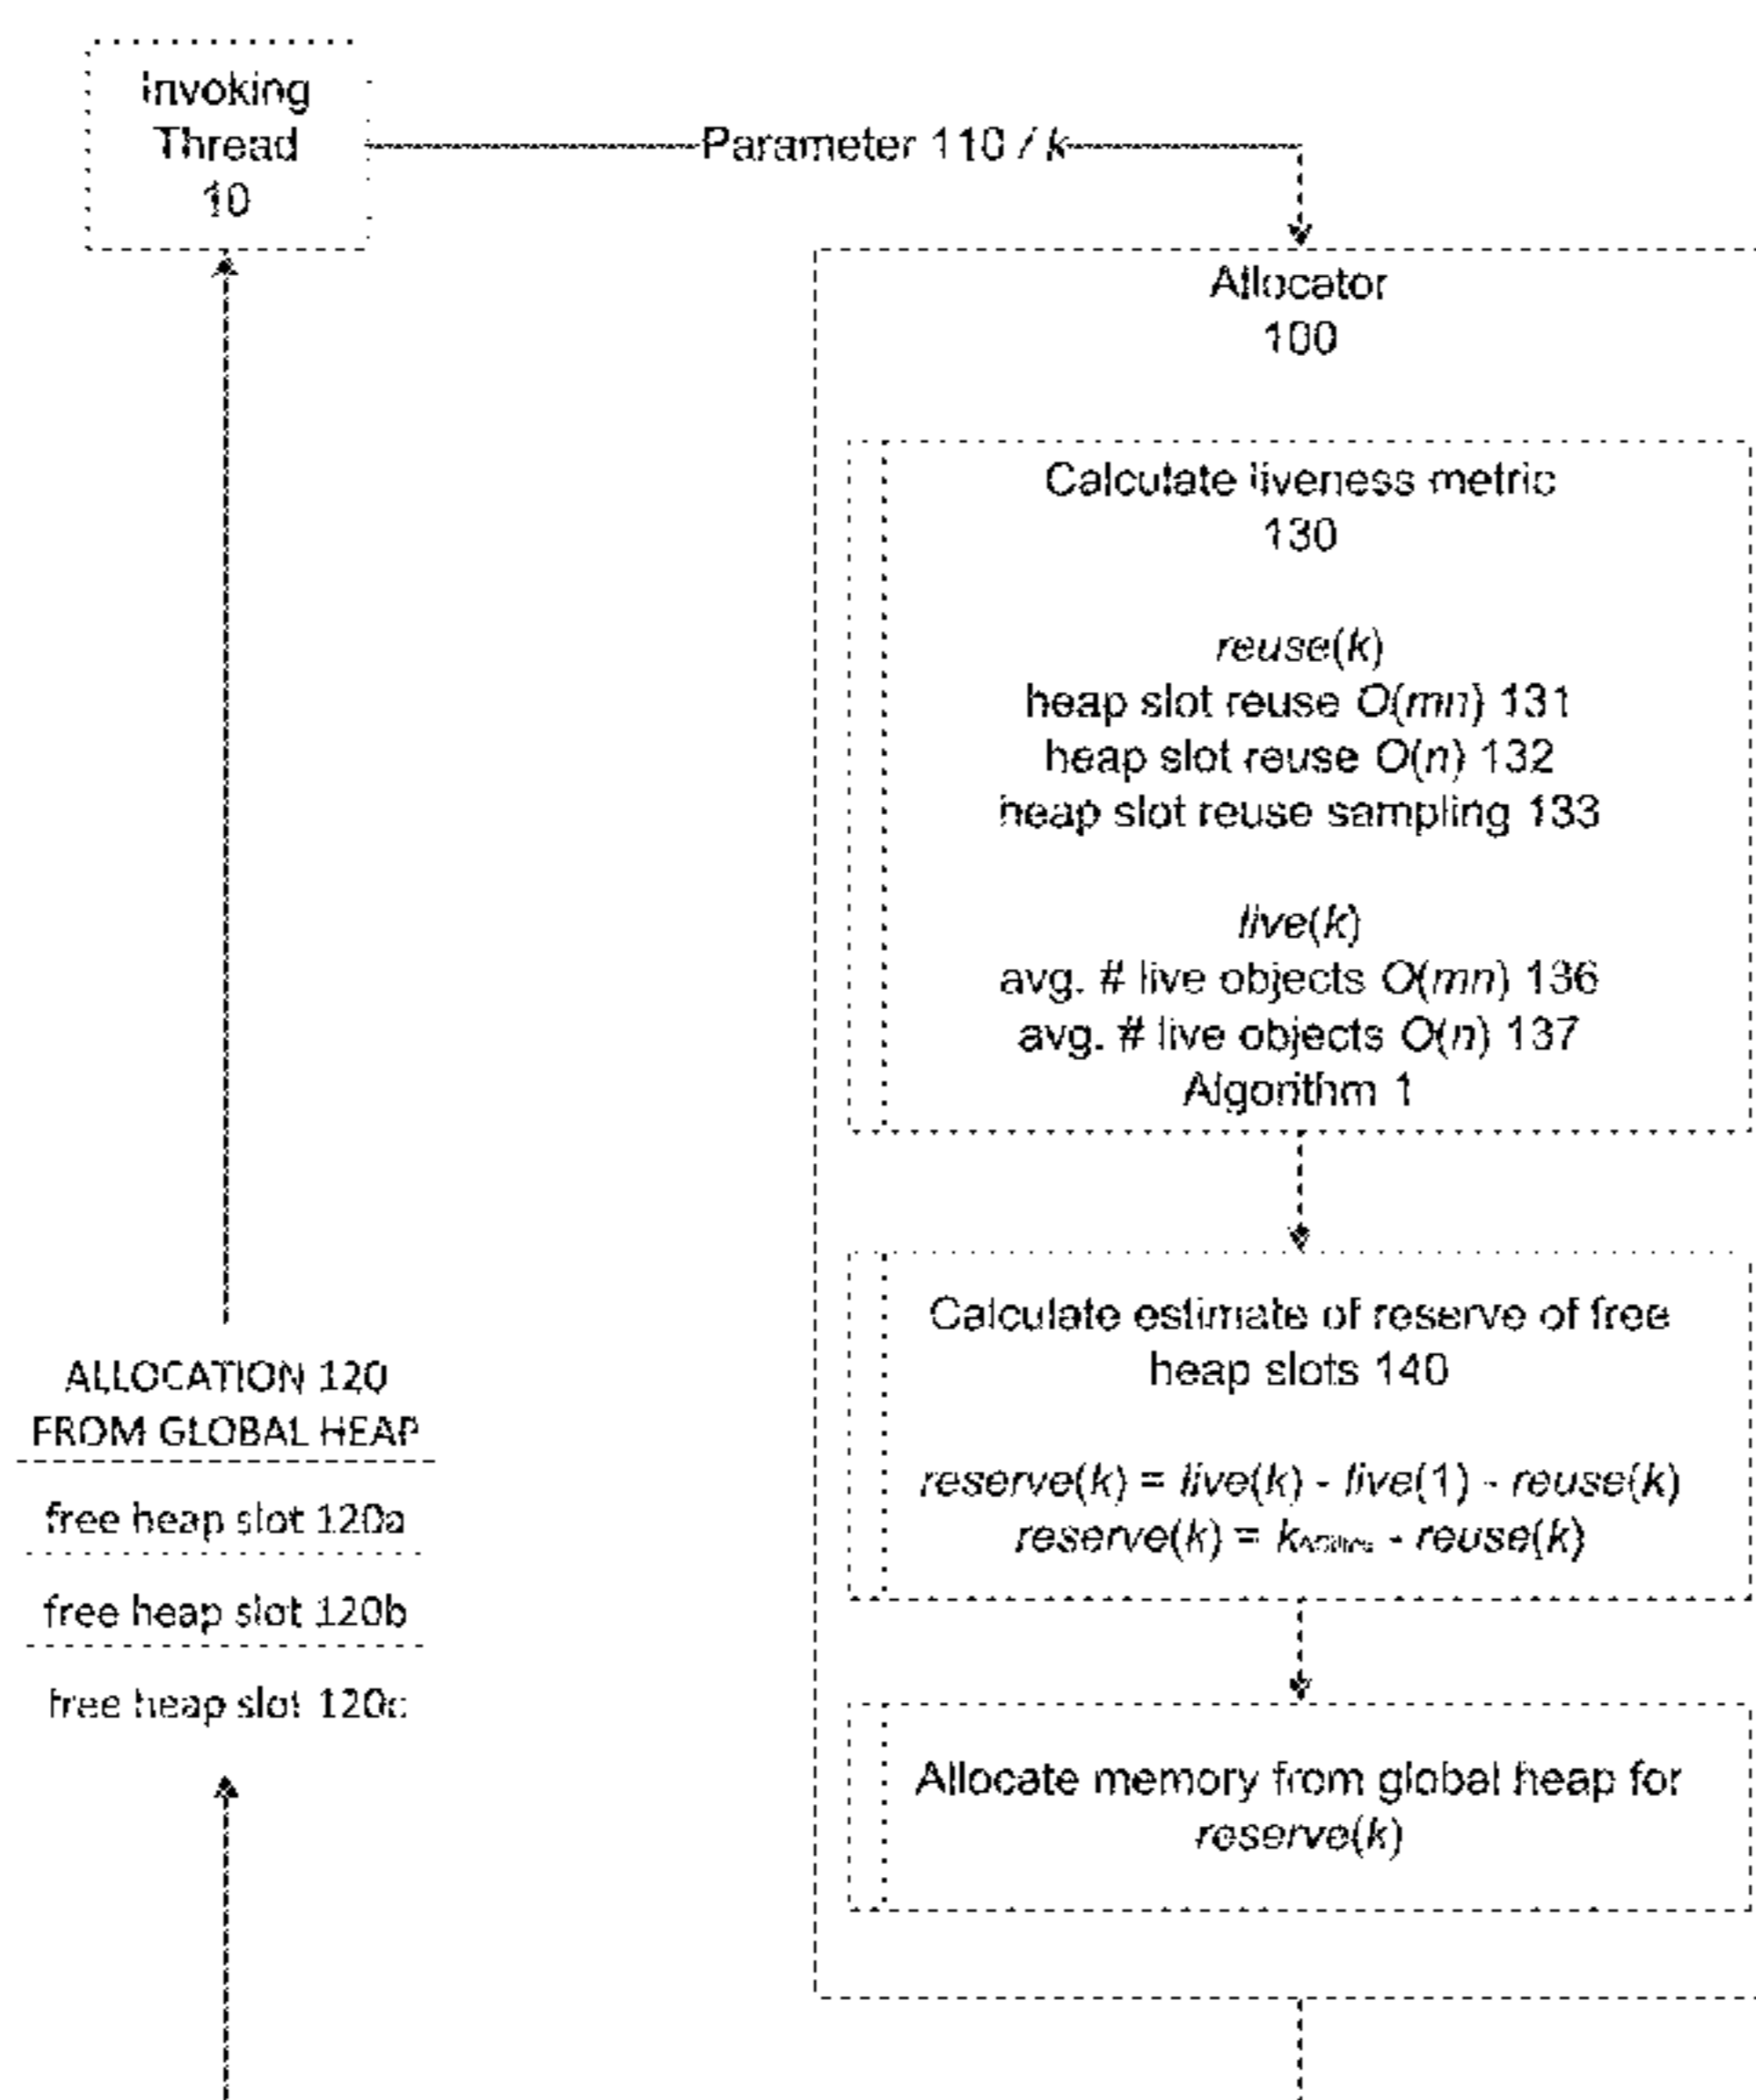 Invoking
Thread
10
Parameter 110 / k
Allocator
100
Calculate liveness metric
130
reuse(k)
heap slot reuse O(mn) 131
heap slot reuse O(n) 132
heap slot reuse sampling 133
live(k)
avg. # live objects O(mn) 136
avg. # live objects O(n) 137
Algorithm 1
Calculate estimate of reserve of free
heap slots 140
reserve(k) = live(k) - live(1) - reuse(k)
reserve(k) = k - reuse(k)
Allocate memory from global heap for
reserve(k)
ALLOCATION 120
FROM GLOBAL HEAP
free heap slot 120a
free heap slot 120b
free heap slot 120c